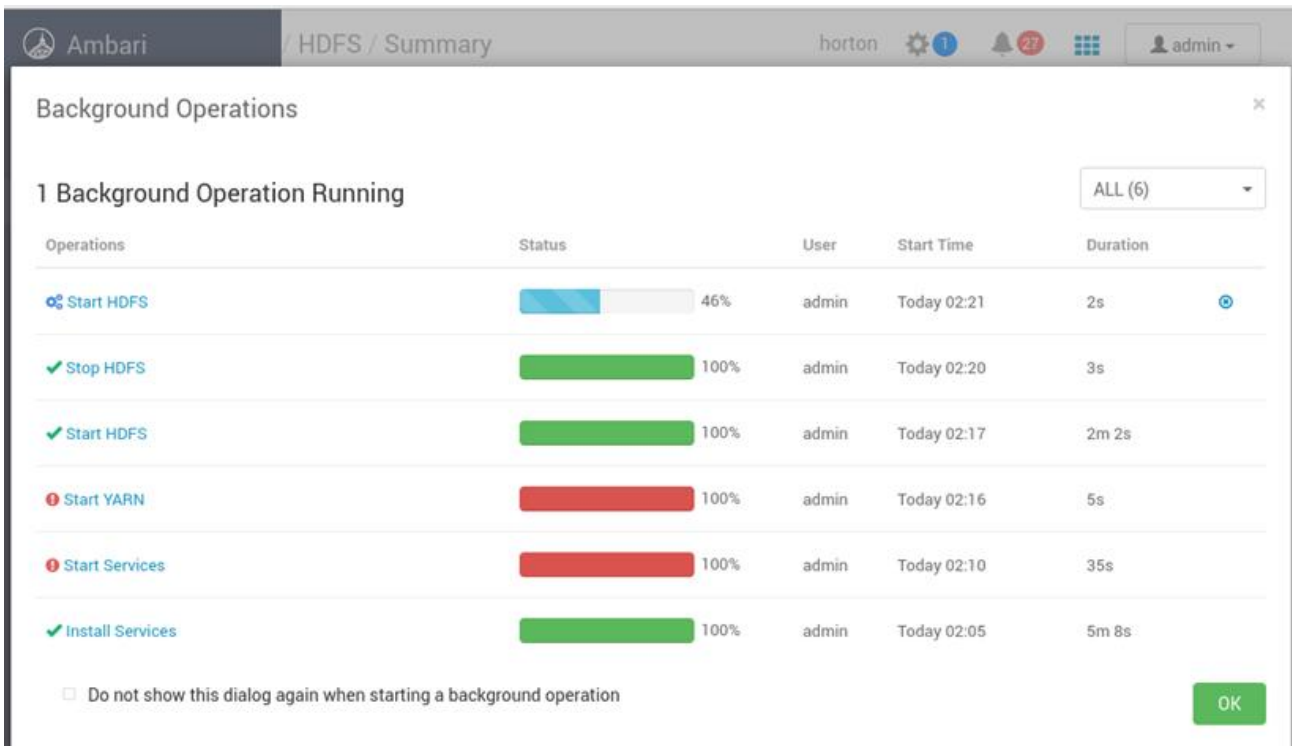 Ambari / HDFS / Summary horton 1 27 admin
Background Operations ×
1 Background Operation Running ALL (6)
Operations Status User Start Time Duration
Start HDFS 46% admin Today 02:21 2s
Stop HDFS 100% admin Today 02:20 3s
Start HDFS 100% admin Today 02:17 2m 2s
Start YARN 100% admin Today 02:16 5s
Start Services 100% admin Today 02:10 35s
Install Services 100% admin Today 02:05 5m 8s
Do not show this dialog again when starting a background operation OK